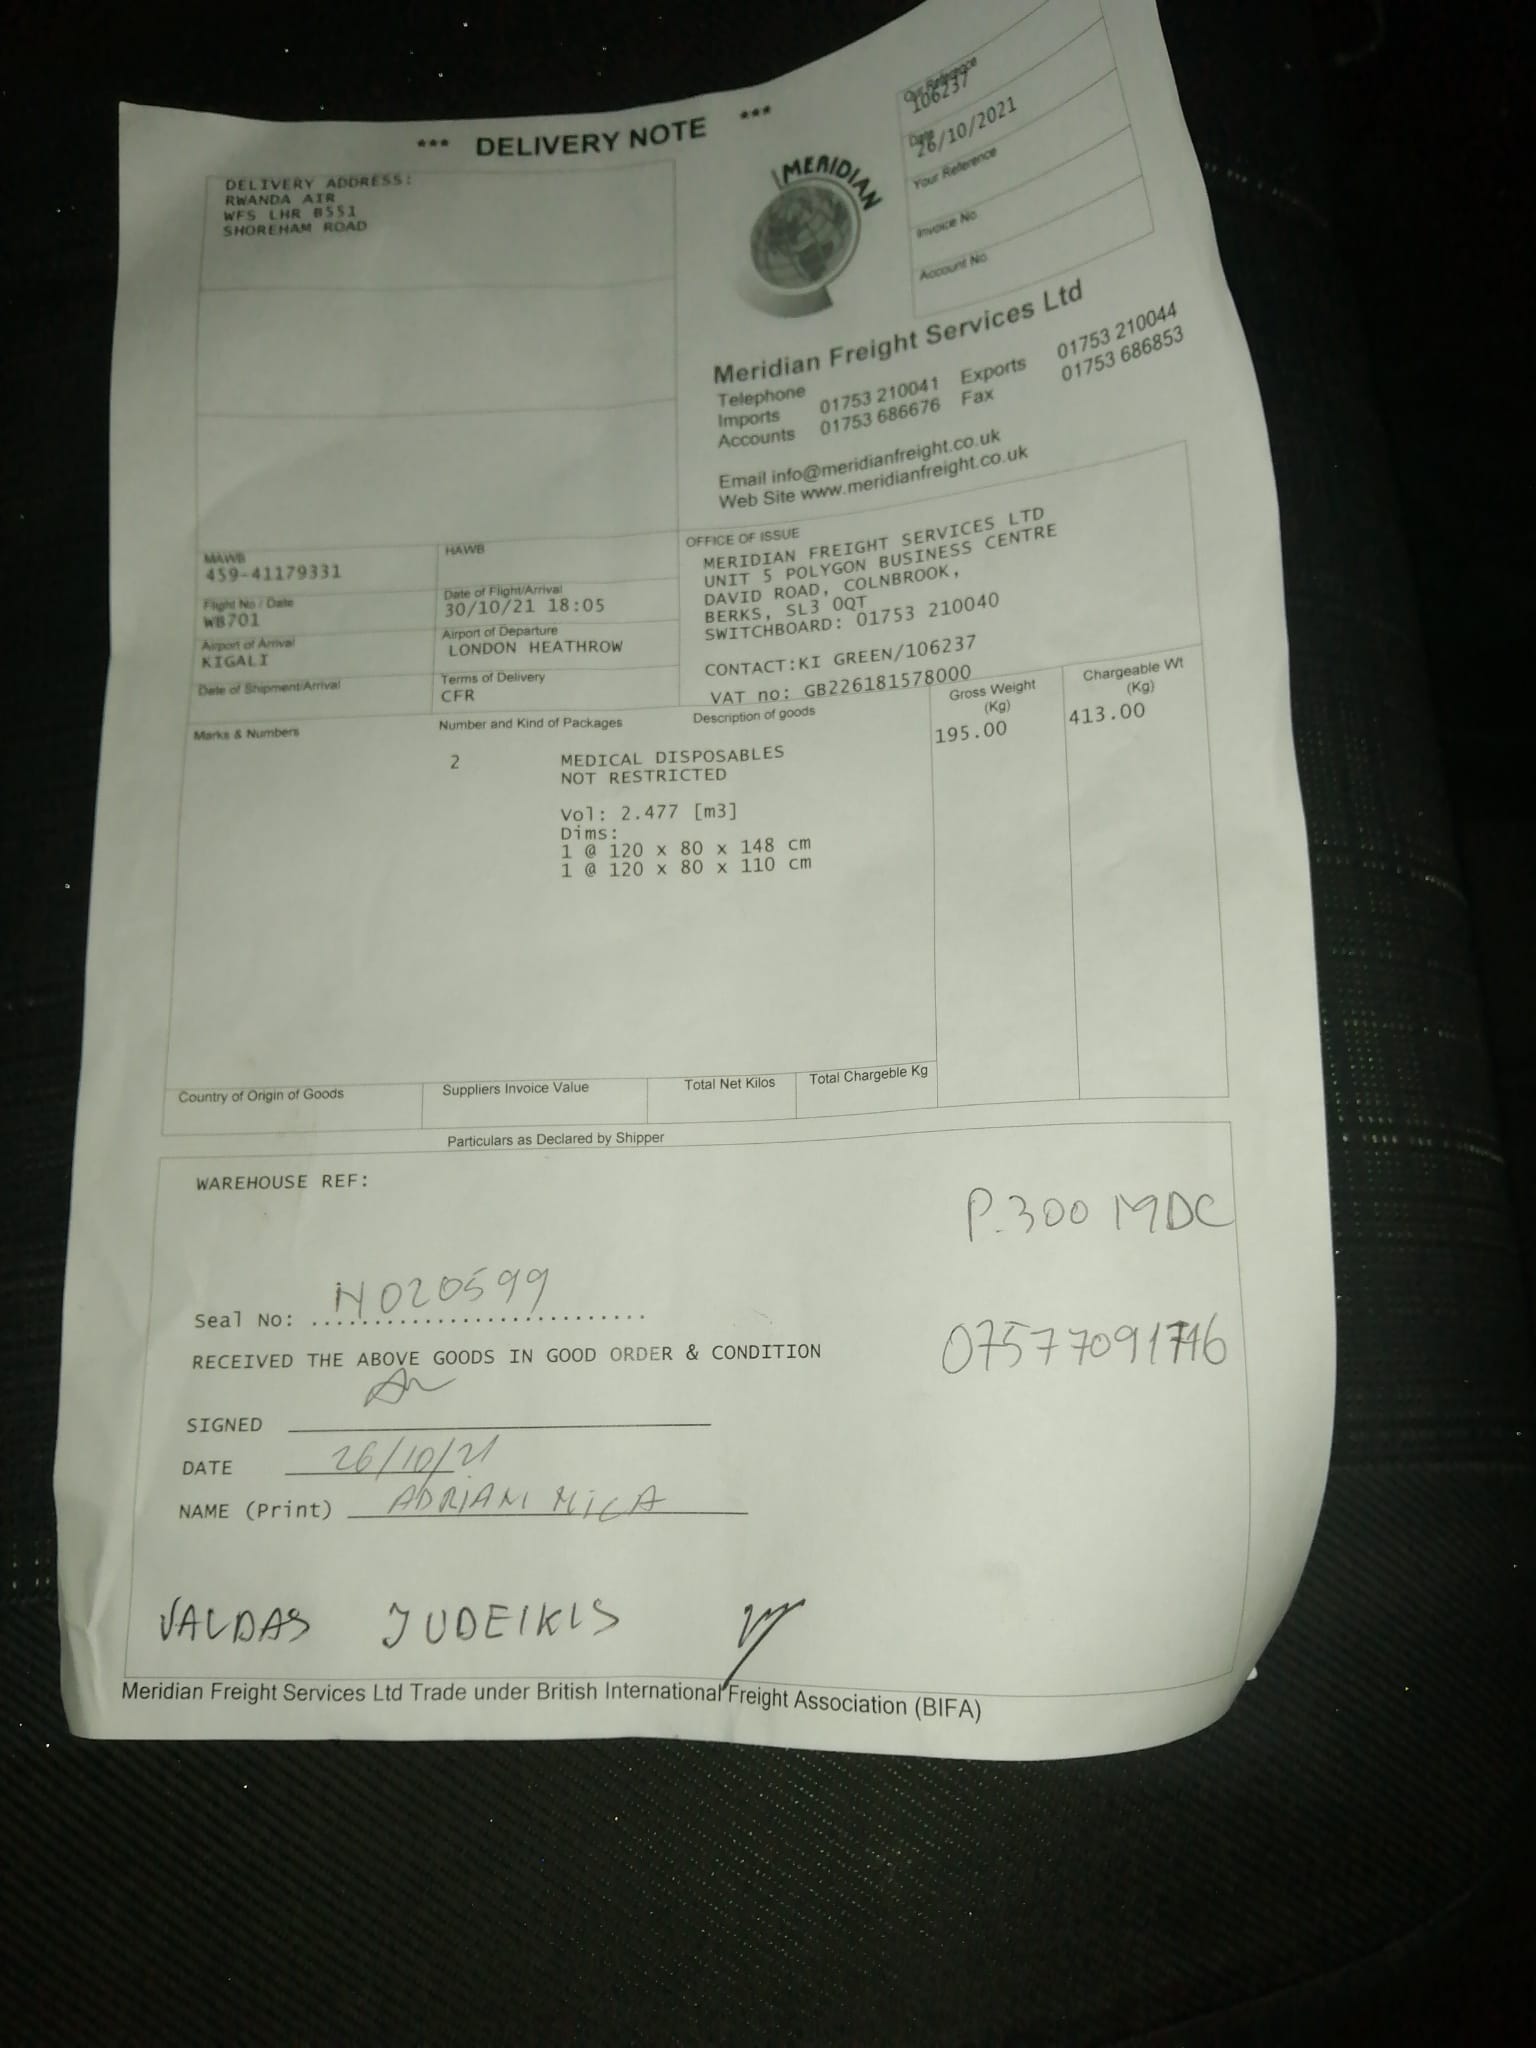 *** DELIVERY NOTE ***
DELIVERY ADDRESS:
RWANDA AIR
WFS LHR B551
SHOREHAM ROAD
MERIDIAN
Our Reference
106237
Date
26/10/2021
Your Reference
Invoice No
Account No
Meridian Freight Services Ltd
Telephone
Imports 01753 210041 Exports 01753 210044
Accounts 01753 686676 Fax 01753 686853
Email info@meridianfreight.co.uk
Web Site www.meridianfreight.co.uk
MAWB
459-41179331
HAWB
Flight No / Date
WB701
Date of Flight/Arrival
30/10/21 18:05
Airport of Arrival
KIGALI
Airport of Departure
LONDON HEATHROW
Date of Shipment/Arrival
Terms of Delivery
CFR
OFFICE OF ISSUE
MERIDIAN FREIGHT SERVICES LTD
UNIT 5 POLYGON BUSINESS CENTRE
DAVID ROAD, COLNBROOK,
BERKS, SL3 0QT
SWITCHBOARD: 01753 210040
CONTACT:KI GREEN/106237
VAT no: GB226181578000
Marks & Numbers
Number and Kind of Packages
Description of goods
Gross Weight (Kg)
Chargeable Wt (Kg)
2
MEDICAL DISPOSABLES
NOT RESTRICTED
195.00
413.00
Vol: 2.477 [m3]
Dims:
1 @ 120 x 80 x 148 cm
1 @ 120 x 80 x 110 cm
Country of Origin of Goods
Suppliers Invoice Value
Total Net Kilos
Total Chargeble Kg
Particulars as Declared by Shipper
WAREHOUSE REF:
P.300 MDC
Seal No: N020599
RECEIVED THE ABOVE GOODS IN GOOD ORDER & CONDITION
SIGNED
DATE 26/10/21
NAME (Print) ADRIAN MICA
VALDAS JUDEIKIS
Meridian Freight Services Ltd Trade under British International Freight Association (BIFA)